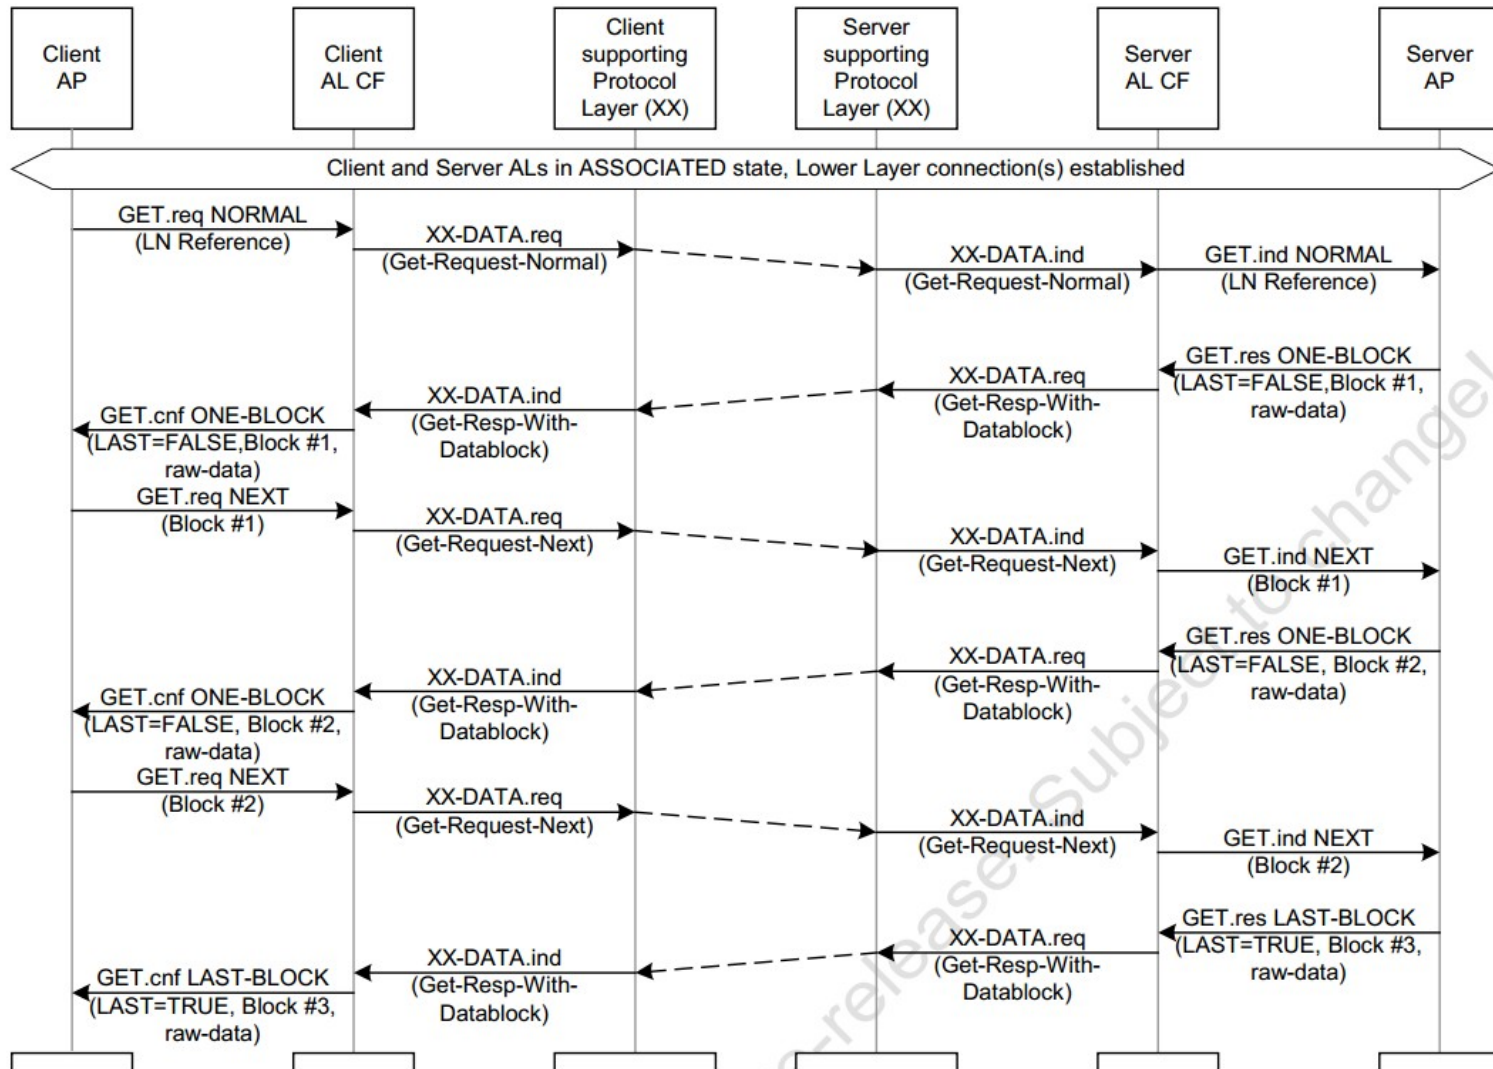 Client
AP
Client
AL CF
Client
supporting
Protocol
Layer (XX)
Server
supporting
Protocol
Layer (XX)
Server
AL CF
Server
AP
Client and Server ALs in ASSOCIATED state, Lower Layer connection(s) established
GET.req NORMAL
(LN Reference)
XX-DATA.req
(Get-Request-Normal)
XX-DATA.ind
(Get-Request-Normal)
GET.ind NORMAL
(LN Reference)
GET.res ONE-BLOCK
(LAST=FALSE,Block #1,
raw-data)
XX-DATA.req
(Get-Resp-With-
Datablock)
XX-DATA.ind
(Get-Resp-With-
Datablock)
GET.cnf ONE-BLOCK
(LAST=FALSE,Block #1,
raw-data)
GET.req NEXT
(Block #1)
XX-DATA.req
(Get-Request-Next)
XX-DATA.ind
(Get-Request-Next)
GET.ind NEXT
(Block #1)
GET.res ONE-BLOCK
(LAST=FALSE, Block #2,
raw-data)
XX-DATA.req
(Get-Resp-With-
Datablock)
XX-DATA.ind
(Get-Resp-With-
Datablock)
GET.cnf ONE-BLOCK
(LAST=FALSE, Block #2,
raw-data)
GET.req NEXT
(Block #2)
XX-DATA.req
(Get-Request-Next)
XX-DATA.ind
(Get-Request-Next)
GET.ind NEXT
(Block #2)
GET.res LAST-BLOCK
(LAST=TRUE, Block #3,
raw-data)
XX-DATA.req
(Get-Resp-With-
Datablock)
XX-DATA.ind
(Get-Resp-With-
Datablock)
GET.cnf LAST-BLOCK
(LAST=TRUE, Block #3,
raw-data)
-release. Subject to change!